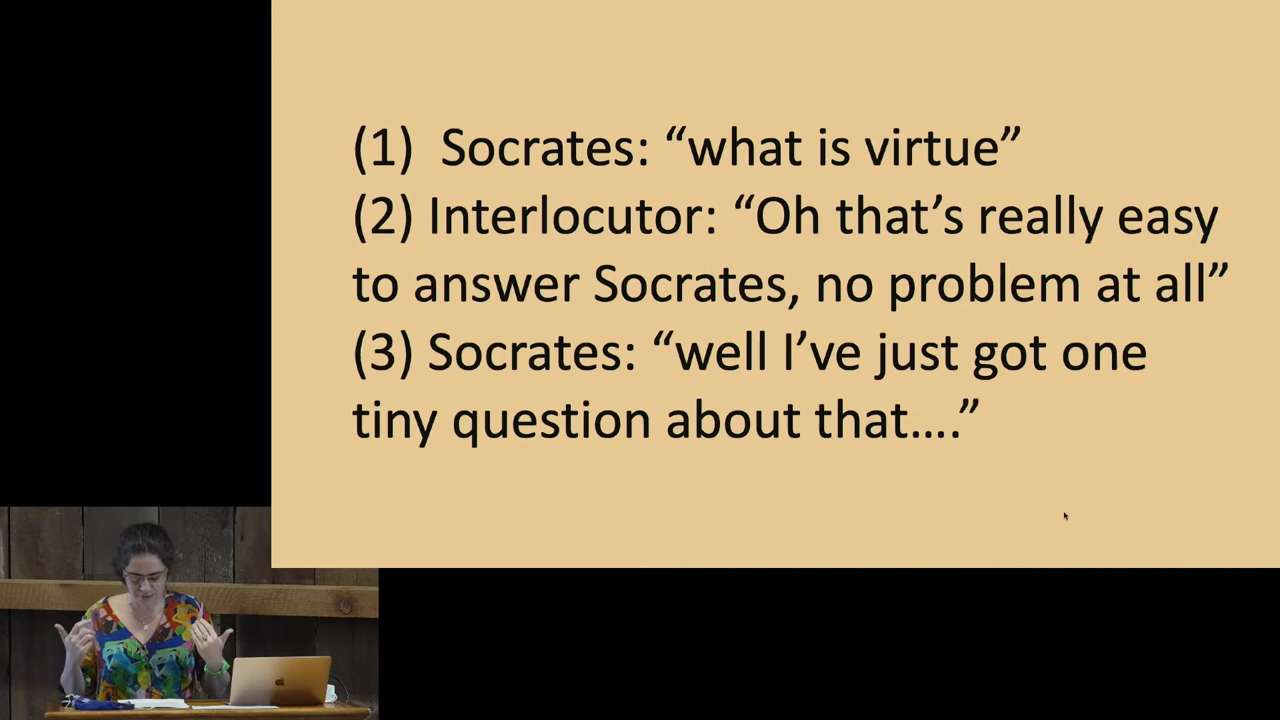 (1)  Socrates: “what is virtue”
(2) Interlocutor: “Oh that’s really easy
to answer Socrates, no problem at all”
(3) Socrates: “well I’ve just got one
tiny question about that….”